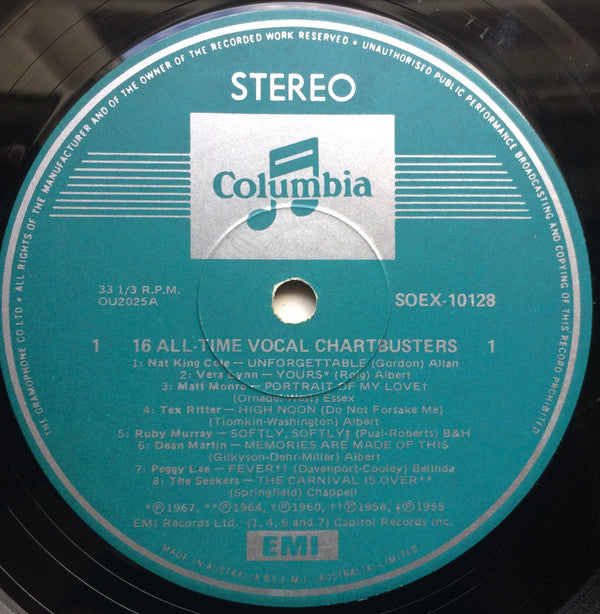 THE GRAMOPHONE CO LTD • ALL RIGHTS OF THE MANUFACTURER AND OF THE OWNER OF THE RECORDED WORK RESERVED • UNAUTHORISED PUBLIC PERFORMANCE BROADCASTING AND COPYING OF THIS RECORD PROHIBITED
STEREO
Columbia
33 1/3 R.P.M.
OU2025A
SOEX-10128
1 16 ALL-TIME VOCAL CHARTBUSTERS 1
1: Nat King Cole — UNFORGETTABLE (Gordon) Allan
2: Vera Lynn — YOURS* (Roig) Albert
3: Matt Monro — PORTRAIT OF MY LOVE†
(Ornadel-West) Essex
4: Tex Ritter — HIGH NOON (Do Not Forsake Me)
(Tiomkin-Washington) Albert
5: Ruby Murray — SOFTLY, SOFTLY‡ (Pual-Roberts) B&H
6: Dean Martin — MEMORIES ARE MADE OF THIS
(Gilkyson-Dehr-Miller) Albert
7: Peggy Lee — FEVER†† (Davenport-Cooley) Belinda
8: The Seekers — THE CARNIVAL IS OVER**
(Springfield) Chappell
*℗1967, **℗1964, †℗1960, ††℗1958, ‡℗1955
EMI Records Ltd. (1, 4, 6 and 7) Capitol Records Inc.
EMI
MADE IN AUSTRALIA BY E.M.I. (AUSTRALIA) LIMITED